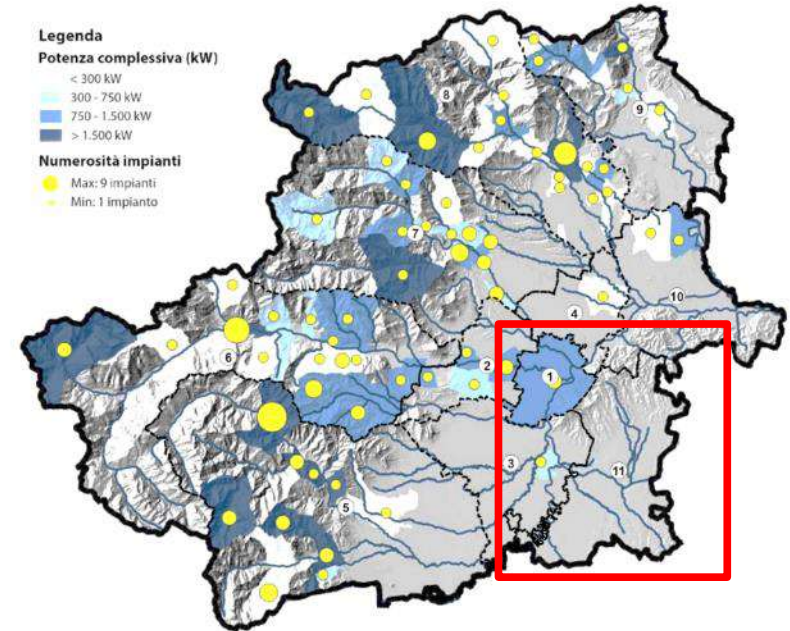 Legenda
Potenza complessiva (kW)
< 300 kW
300 - 750 kW
750 - 1.500 kW
> 1.500 kW
Numerosità impianti
Max: 9 impianti
Min: 1 impianto
8
9
7
10
4
6
2
1
3
11
5